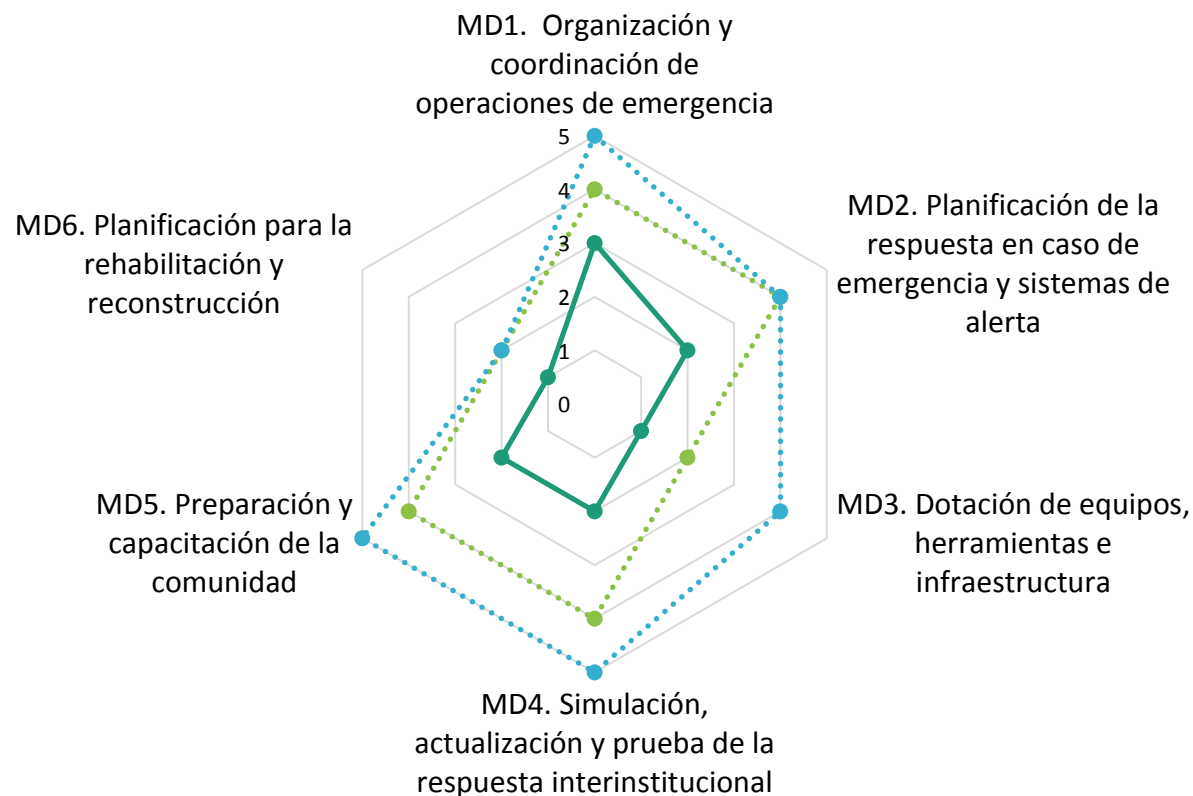 MD1.  Organización y
coordinación de
operaciones de emergencia
5
4
3
2
1
0
MD2. Planificación de la
respuesta en caso de
emergencia y sistemas de
alerta
MD3. Dotación de equipos,
herramientas e
infraestructura
MD4. Simulación,
actualización y prueba de la
respuesta interinstitucional
MD5. Preparación y
capacitación de la
comunidad
MD6. Planificación para la
rehabilitación y
reconstrucción